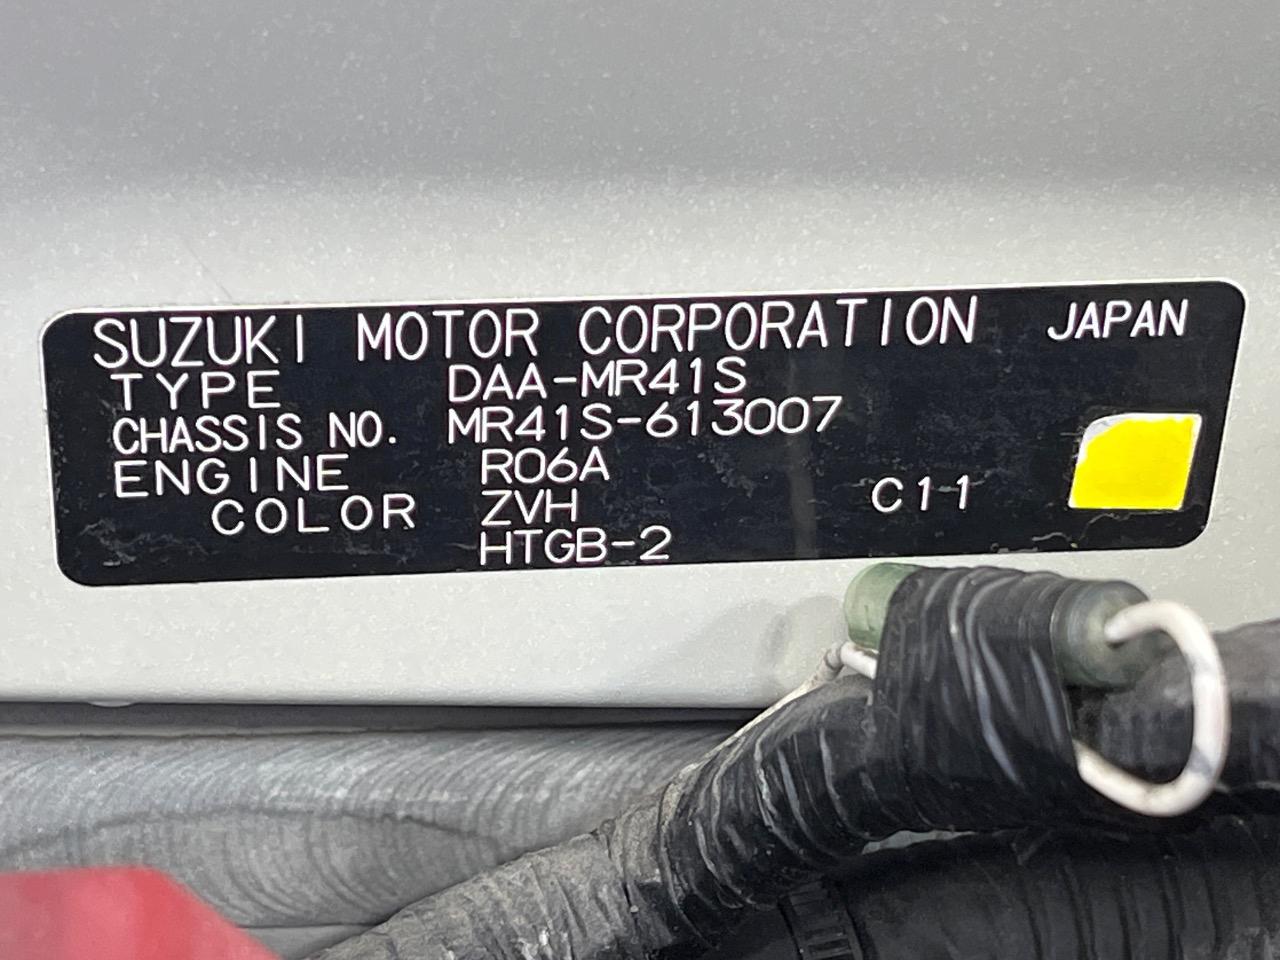 SUZUKI MOTOR CORPORATION JAPAN
TYPE DAA-MR41S
CHASSIS NO. MR41S-613007
ENGINE R06A
COLOR ZVH C11
HTGB-2